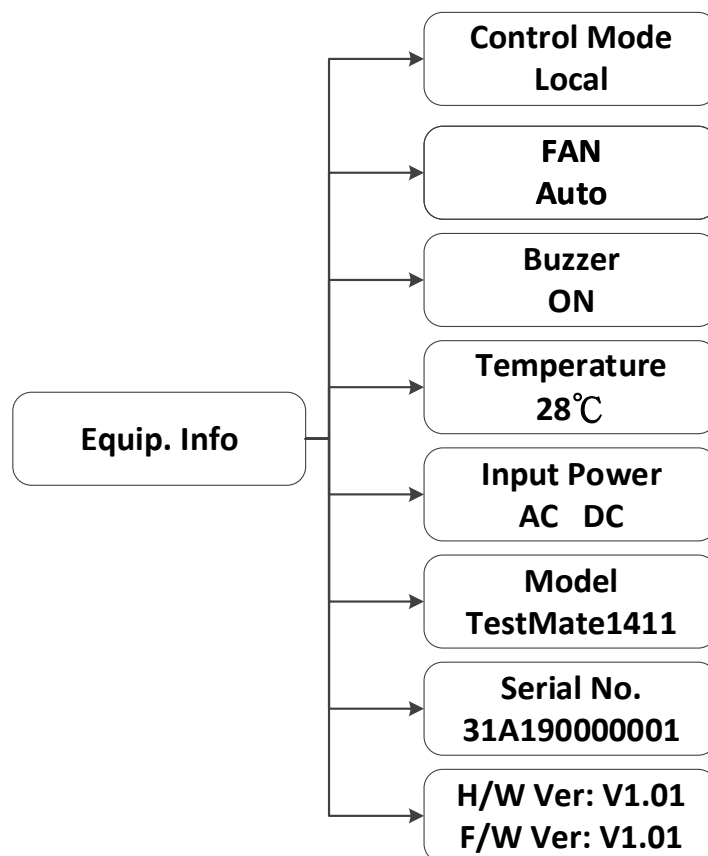 Control Mode
Local
FAN
Auto
Buzzer
ON
Temperature
28℃
Equip. Info
Input Power
AC DC
Model
TestMate1411
Serial No.
31A190000001
H/W Ver: V1.01
F/W Ver: V1.01